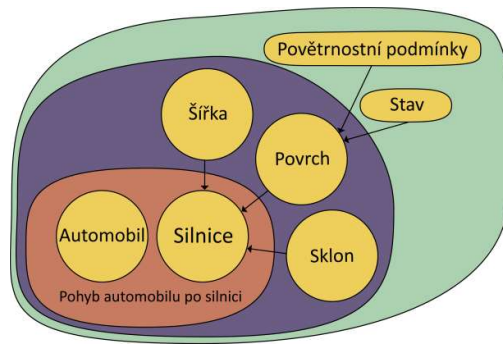 Povětrnostní podmínky
Stav
Šířka
Povrch
Automobil
Silnice
Sklon
Pohyb automobilu po silnici